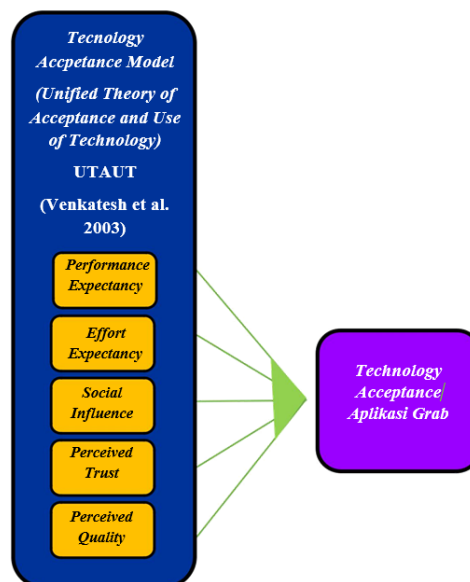 Tecnology
Accpetance Model
(Unified Theory of
Acceptance and Use
of Technology)
UTAUT
(Venkatesh et al.
2003)
Performance
Expectancy
Effort
Expectancy
Social
Influence
Perceived
Trust
Perceived
Quality
Technology
Acceptance/
Aplikasi Grab